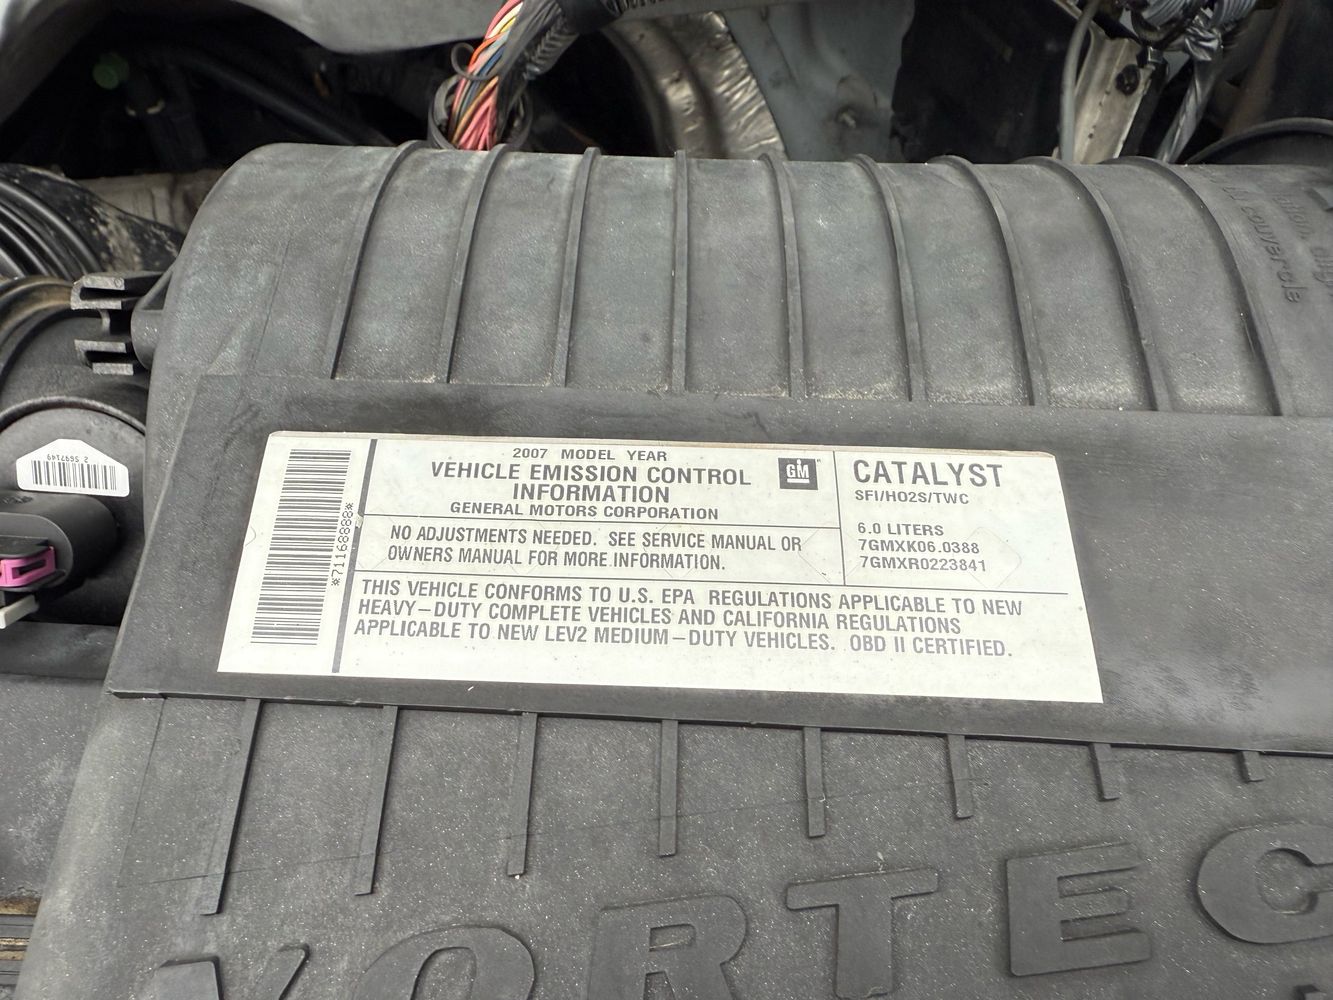 2 5697149
2007 MODEL YEAR
VEHICLE EMISSION CONTROL
INFORMATION
GENERAL MOTORS CORPORATION
GM
NO ADJUSTMENTS NEEDED. SEE SERVICE MANUAL OR
OWNERS MANUAL FOR MORE INFORMATION.
CATALYST
SFI/HO2S/TWC
6.0 LITERS
7GMXK06.0388
7GMXR0223841
THIS VEHICLE CONFORMS TO U.S. EPA REGULATIONS APPLICABLE TO NEW
HEAVY-DUTY COMPLETE VEHICLES AND CALIFORNIA REGULATIONS
APPLICABLE TO NEW LEV2 MEDIUM-DUTY VEHICLES. OBD II CERTIFIED.
*71168888*
VORTEC